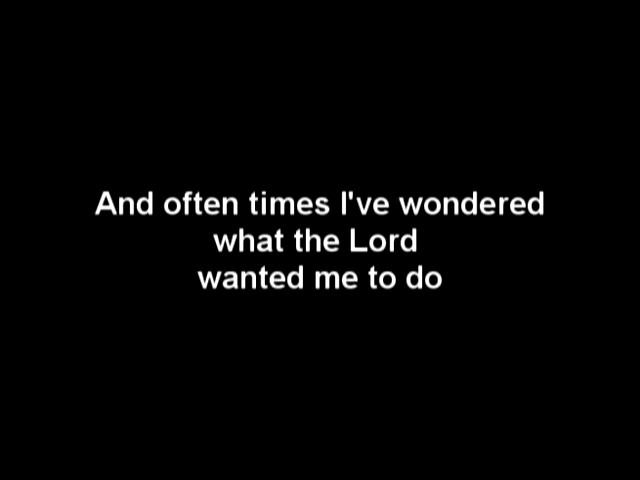 And often times I've wondered
what the Lord
wanted me to do